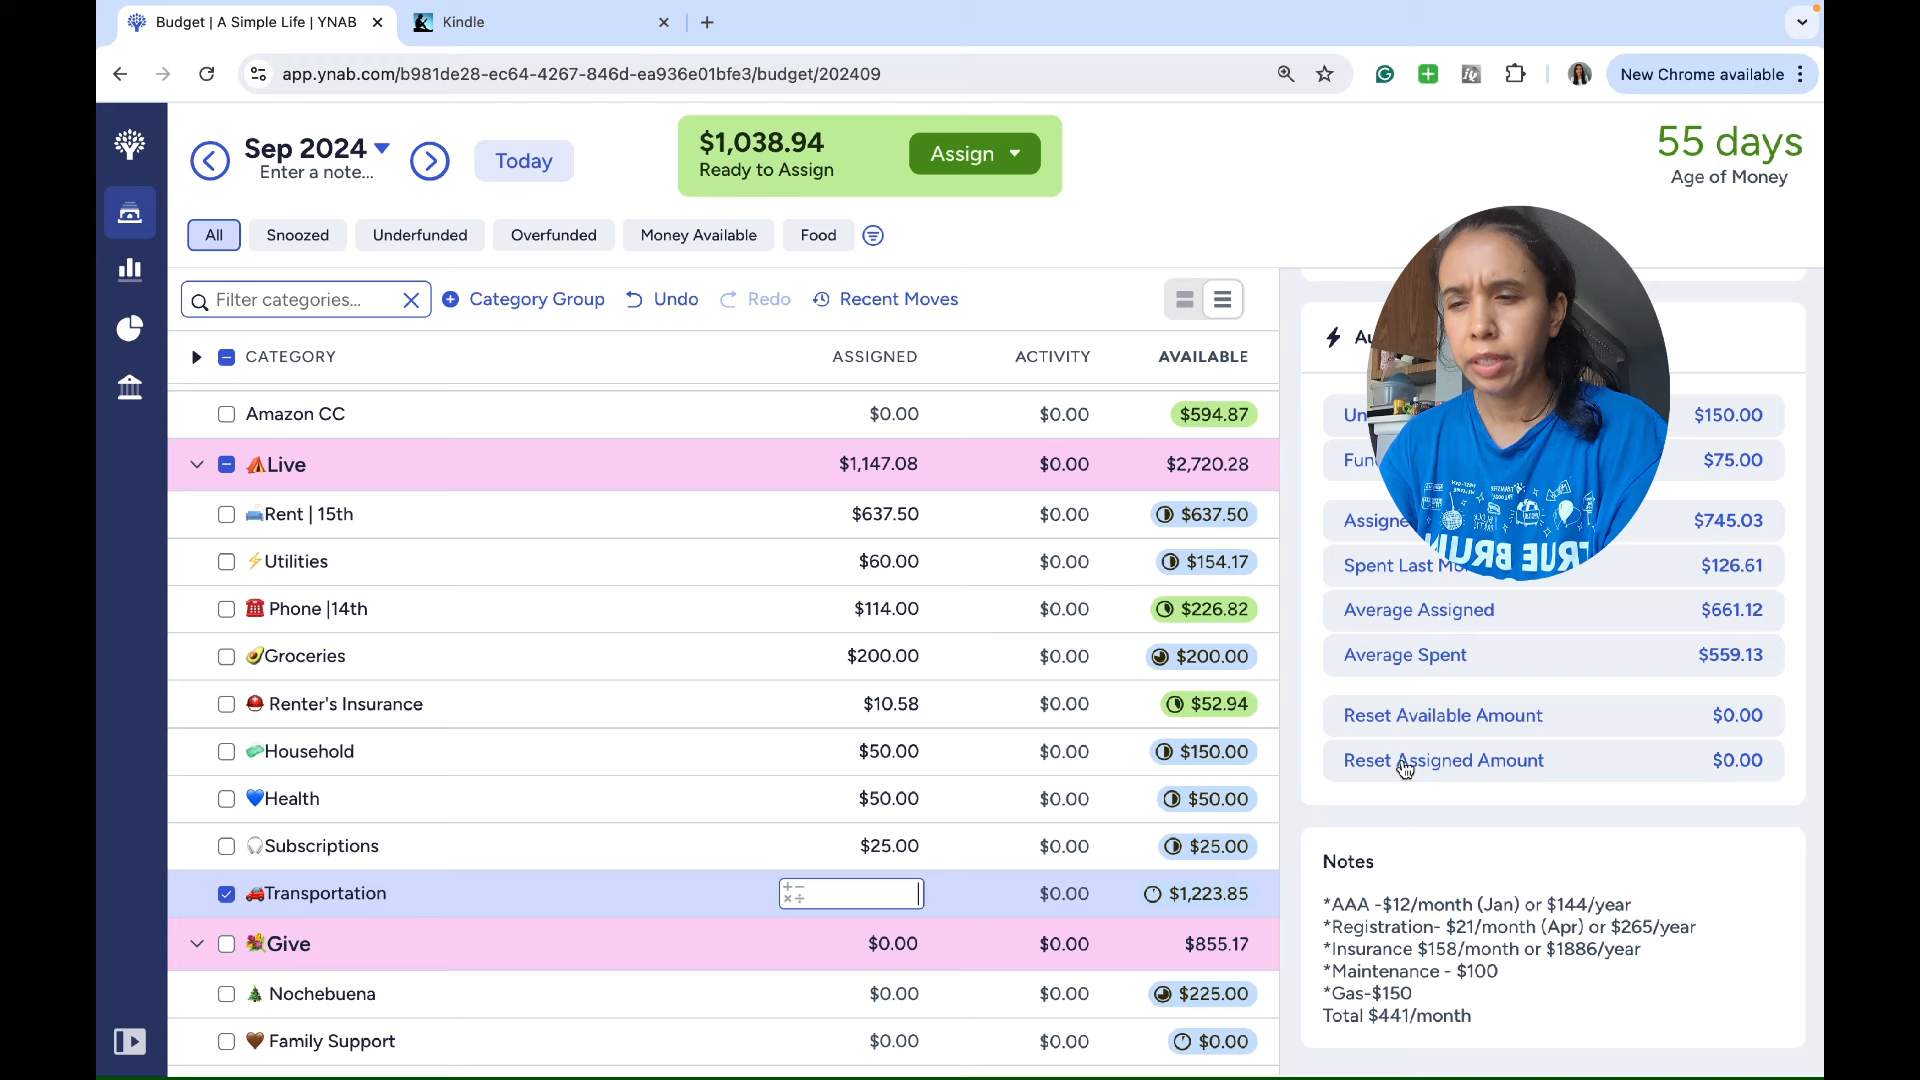 Budget | A Simple Life | YNAB
Kindle
app.ynab.com/b981de28-ec64-4267-846d-ea936e01bfe3/budget/202409
New Chrome available
Sep 2024
Enter a note...
Today
$1,038.94
Ready to Assign
Assign
55 days
Age of Money
All
Snoozed
Underfunded
Overfunded
Money Available
Food
Filter categories...
Category Group
Undo
Redo
Recent Moves
CATEGORY ASSIGNED ACTIVITY AVAILABLE
Amazon CC $0.00 $0.00 $594.87
Live $1,147.08 $0.00 $2,720.28
Rent | 15th $637.50 $0.00 $637.50
Utilities $60.00 $0.00 $154.17
Phone |14th $114.00 $0.00 $226.82
Groceries $200.00 $0.00 $200.00
Renter's Insurance $10.58 $0.00 $52.94
Household $50.00 $0.00 $150.00
Health $50.00 $0.00 $50.00
Subscriptions $25.00 $0.00 $25.00
Transportation $0.00 $1,223.85
Give $0.00 $0.00 $855.17
Nochebuena $0.00 $0.00 $225.00
Family Support $0.00 $0.00 $0.00
$150.00
$75.00
$745.03
Spent Last $126.61
Average Assigned $661.12
Average Spent $559.13
Reset Available Amount $0.00
Reset Assigned Amount $0.00
Notes
*AAA -$12/month (Jan) or $144/year
*Registration- $21/month (Apr) or $265/year
*Insurance $158/month or $1886/year
*Maintenance - $100
*Gas-$150
Total $441/month